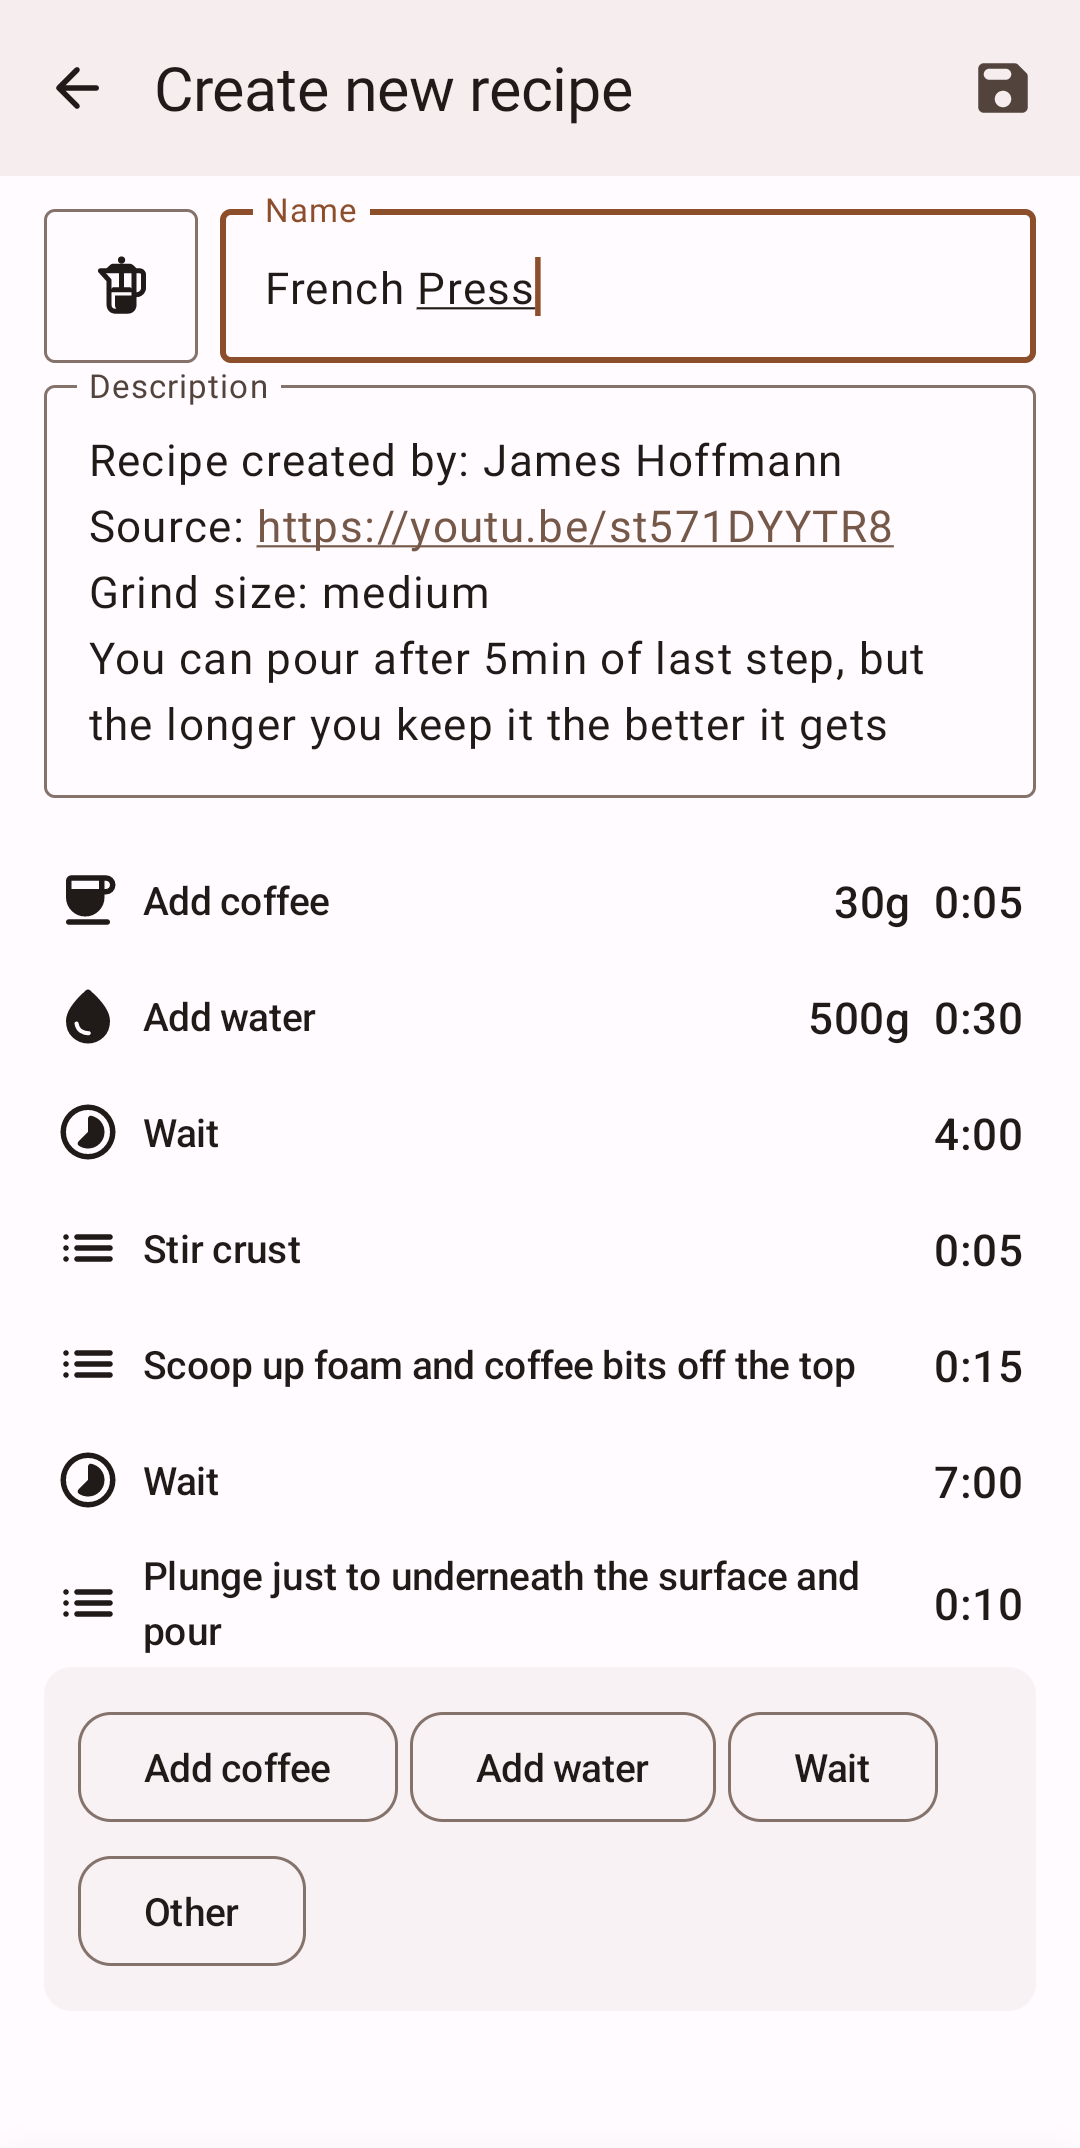 Create new recipe
Name
French Press
Description
Recipe created by: James Hoffmann
Source: https://youtu.be/st571DYYTR8
Grind size: medium
You can pour after 5min of last step, but
the longer you keep it the better it gets
Add coffee 30g 0:05
Add water 500g 0:30
Wait 4:00
Stir crust 0:05
Scoop up foam and coffee bits off the top 0:15
Wait 7:00
Plunge just to underneath the surface and
pour 0:10
Add coffee Add water Wait
Other